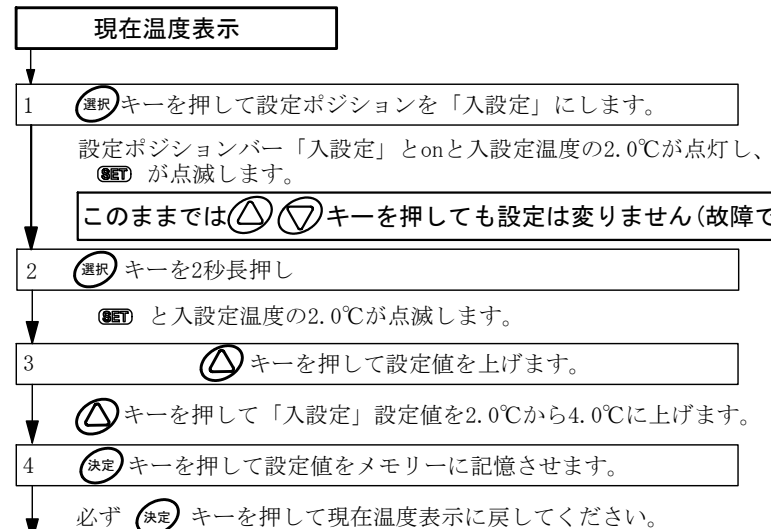 現在温度表示
1 選択キーを押して設定ポジションを「入設定」にします。
設定ポジションバー「入設定」とonと入設定温度の2.0℃が点灯し、
SET が点滅します。
このままでは△▽キーを押しても設定は変りません(故障で
2 選択キーを2秒長押し
SET と入設定温度の2.0℃が点滅します。
3 △キーを押して設定値を上げます。
△キーを押して「入設定」設定値を2.0℃から4.0℃に上げます。
4 決定キーを押して設定値をメモリーに記憶させます。
必ず 決定 キーを押して現在温度表示に戻してください。